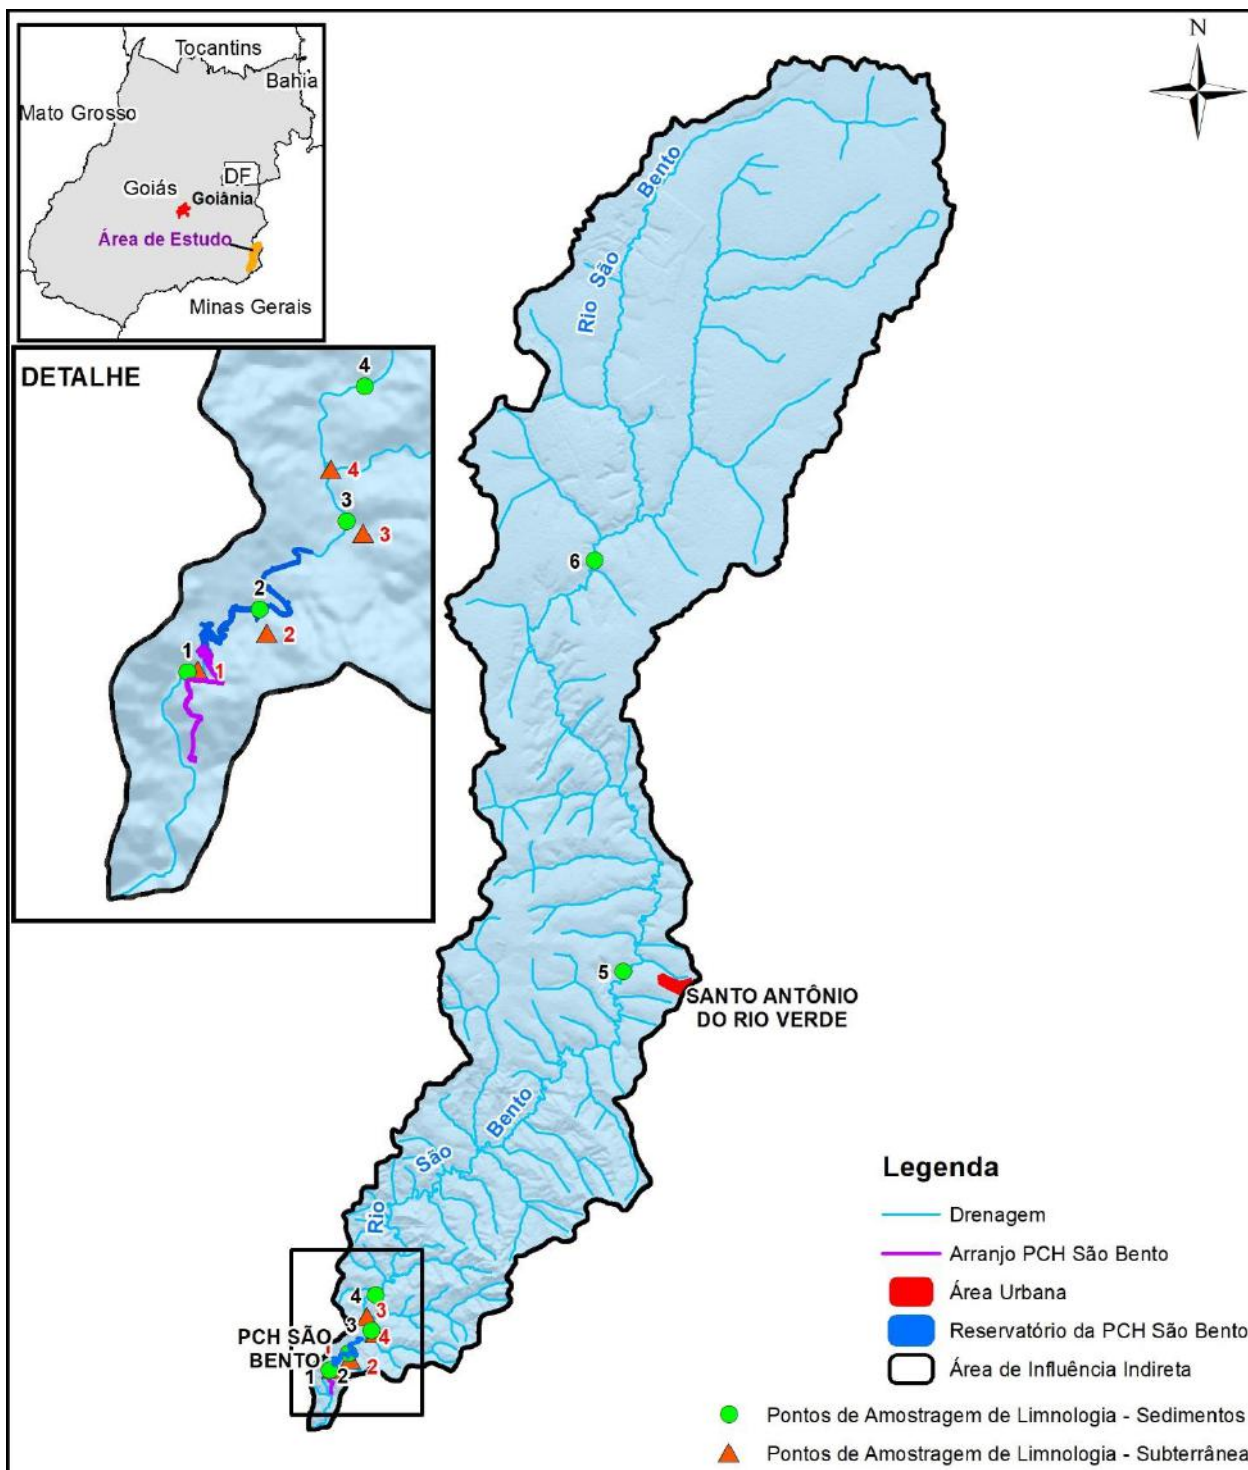 Tocantins
Bahia
Mato Grosso
DF
Goiás
Goiânia
Área de Estudo
Minas Gerais
N
DETALHE
4
4
3
3
2
2
1
1
Rio São Bento
6
5
SANTO ANTÔNIO
DO RIO VERDE
Rio São Bento
4
3
3
4
PCH SÃO
BENTO
2
1
2
Legenda
Drenagem
Arranjo PCH São Bento
Área Urbana
Reservatório da PCH São Bento
Área de Influência Indireta
Pontos de Amostragem de Limnologia - Sedimentos
Pontos de Amostragem de Limnologia - Subterrânea